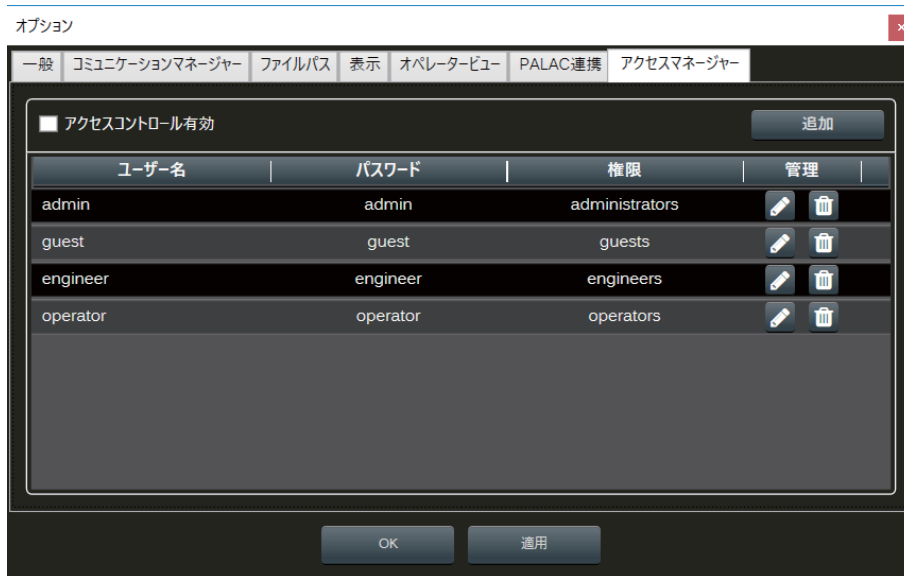 オプション
一般 コミュニケーションマネージャー ファイルパス 表示 オペレータービュー PALAC連携 アクセスマネージャー
アクセスコントロール有効 追加
ユーザー名 パスワード 権限 管理
admin admin administrators
guest guest guests
engineer engineer engineers
operator operator operators
OK 適用